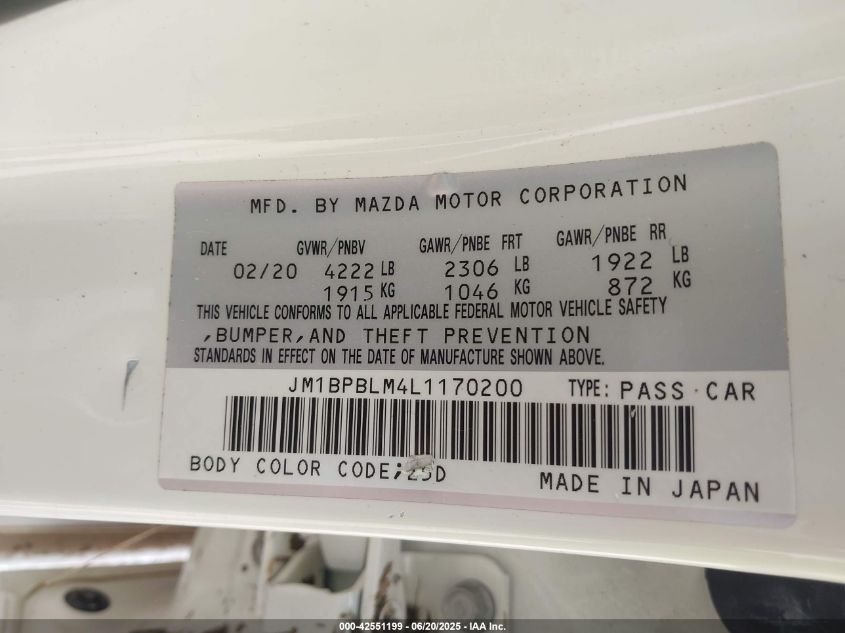 MFD. BY MAZDA MOTOR CORPORATION
DATE GVWR/PNBV GAWR/PNBE FRT GAWR/PNBE RR
02/20 4222 LB 2306 LB 1922 LB
1915 KG 1046 KG 872 KG
THIS VEHICLE CONFORMS TO ALL APPLICABLE FEDERAL MOTOR VEHICLE SAFETY
,BUMPER,AND THEFT PREVENTION
STANDARDS IN EFFECT ON THE DATE OF MANUFACTURE SHOWN ABOVE.
JM1BPBLM4L1170200 TYPE: PASS CAR
BODY COLOR CODE; 25D
MADE IN JAPAN
000-42551199 - 06/20/2025 - IAA Inc.